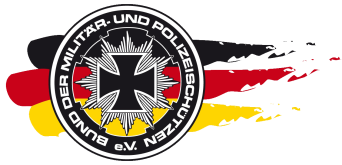 BUND DER MILITÄR- UND POLIZEISCHÜTZEN
e.V.